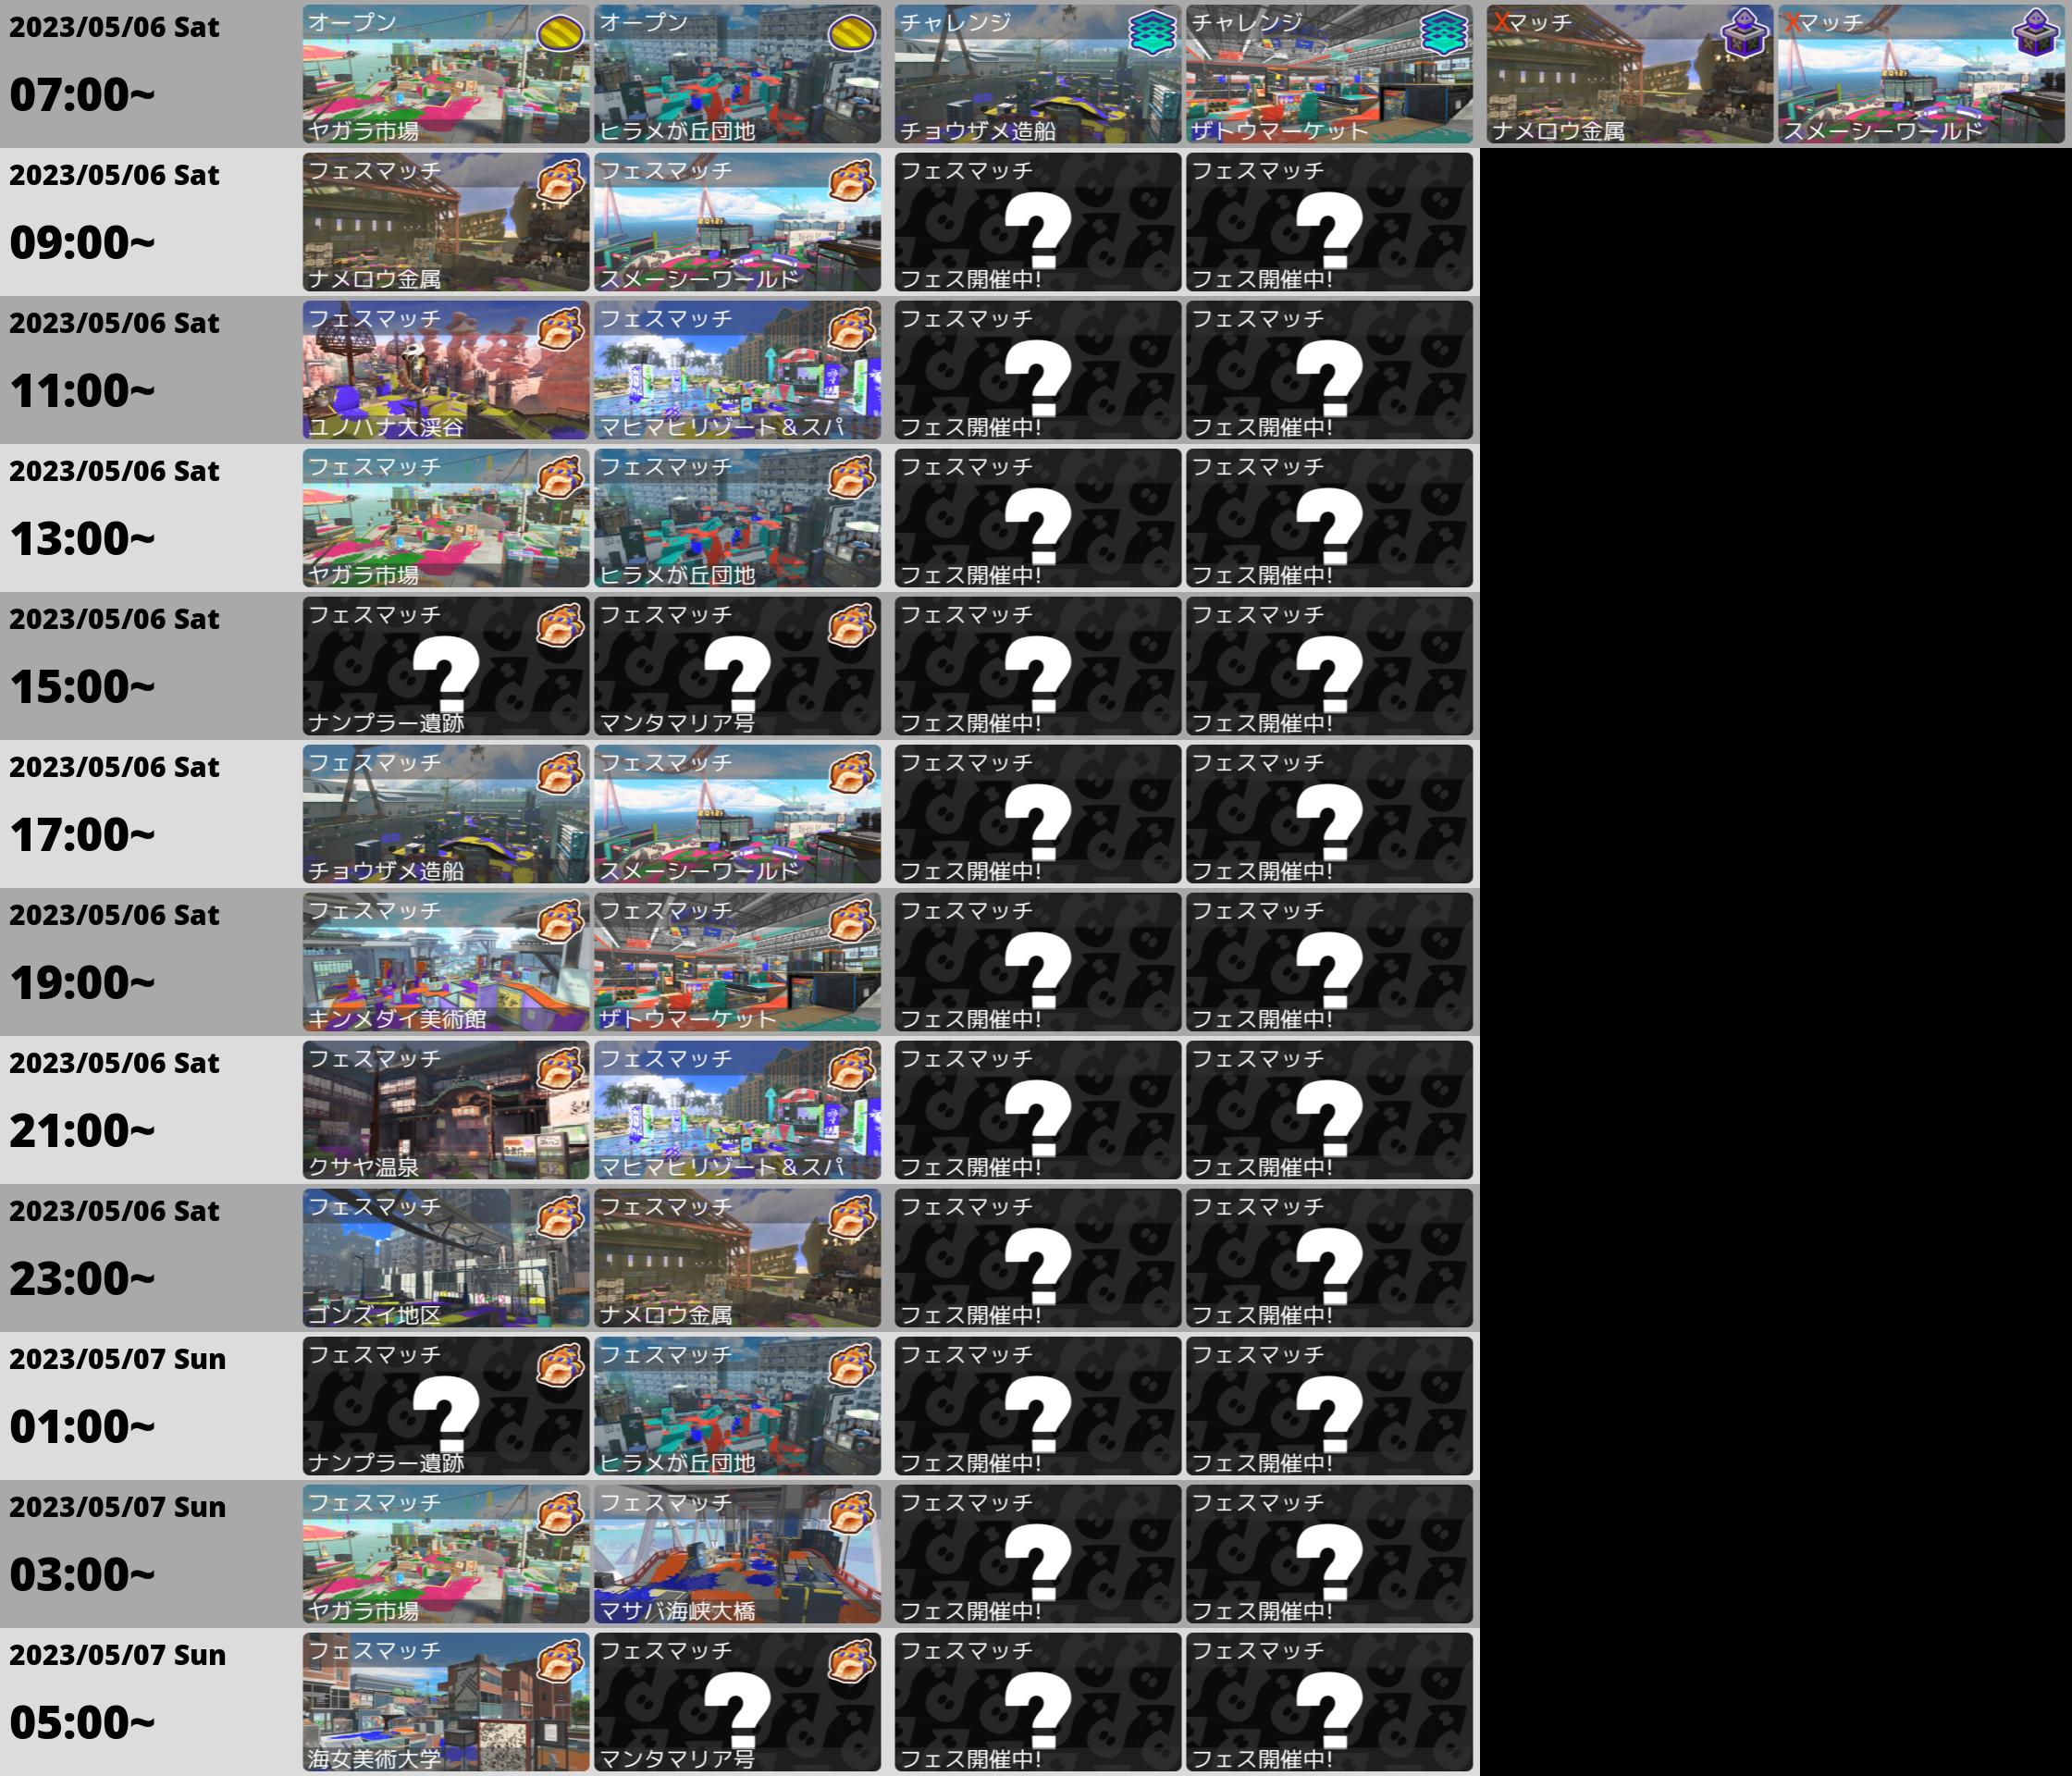 2023/05/06 Sat
07:00~
オープン
ヤガラ市場
オープン
ヒラメが丘団地
チャレンジ
チョウザメ造船
チャレンジ
ザトウマーケット
Xマッチ
ナメロウ金属
Xマッチ
スメーシーワールド
2023/05/06 Sat
09:00~
フェスマッチ
ナメロウ金属
フェスマッチ
スメーシーワールド
フェスマッチ
?
フェス開催中!
フェスマッチ
?
フェス開催中!
2023/05/06 Sat
11:00~
フェスマッチ
ユノハナ大渓谷
フェスマッチ
マヒマヒリゾート＆スパ
フェスマッチ
?
フェス開催中!
フェスマッチ
?
フェス開催中!
2023/05/06 Sat
13:00~
フェスマッチ
ヤガラ市場
フェスマッチ
ヒラメが丘団地
フェスマッチ
?
フェス開催中!
フェスマッチ
?
フェス開催中!
2023/05/06 Sat
15:00~
フェスマッチ
?
ナンプラー遺跡
フェスマッチ
?
マンタマリア号
フェスマッチ
?
フェス開催中!
フェスマッチ
?
フェス開催中!
2023/05/06 Sat
17:00~
フェスマッチ
チョウザメ造船
フェスマッチ
スメーシーワールド
フェスマッチ
?
フェス開催中!
フェスマッチ
?
フェス開催中!
2023/05/06 Sat
19:00~
フェスマッチ
キンメダイ美術館
フェスマッチ
ザトウマーケット
フェスマッチ
?
フェス開催中!
フェスマッチ
?
フェス開催中!
2023/05/06 Sat
21:00~
フェスマッチ
クサヤ温泉
フェスマッチ
マヒマヒリゾート＆スパ
フェスマッチ
?
フェス開催中!
フェスマッチ
?
フェス開催中!
2023/05/06 Sat
23:00~
フェスマッチ
ゴンズイ地区
フェスマッチ
ナメロウ金属
フェスマッチ
?
フェス開催中!
フェスマッチ
?
フェス開催中!
2023/05/07 Sun
01:00~
フェスマッチ
?
ナンプラー遺跡
フェスマッチ
ヒラメが丘団地
フェスマッチ
?
フェス開催中!
フェスマッチ
?
フェス開催中!
2023/05/07 Sun
03:00~
フェスマッチ
ヤガラ市場
フェスマッチ
マサバ海峡大橋
フェスマッチ
?
フェス開催中!
フェスマッチ
?
フェス開催中!
2023/05/07 Sun
05:00~
フェスマッチ
海女美術大学
フェスマッチ
?
マンタマリア号
フェスマッチ
?
フェス開催中!
フェスマッチ
?
フェス開催中!